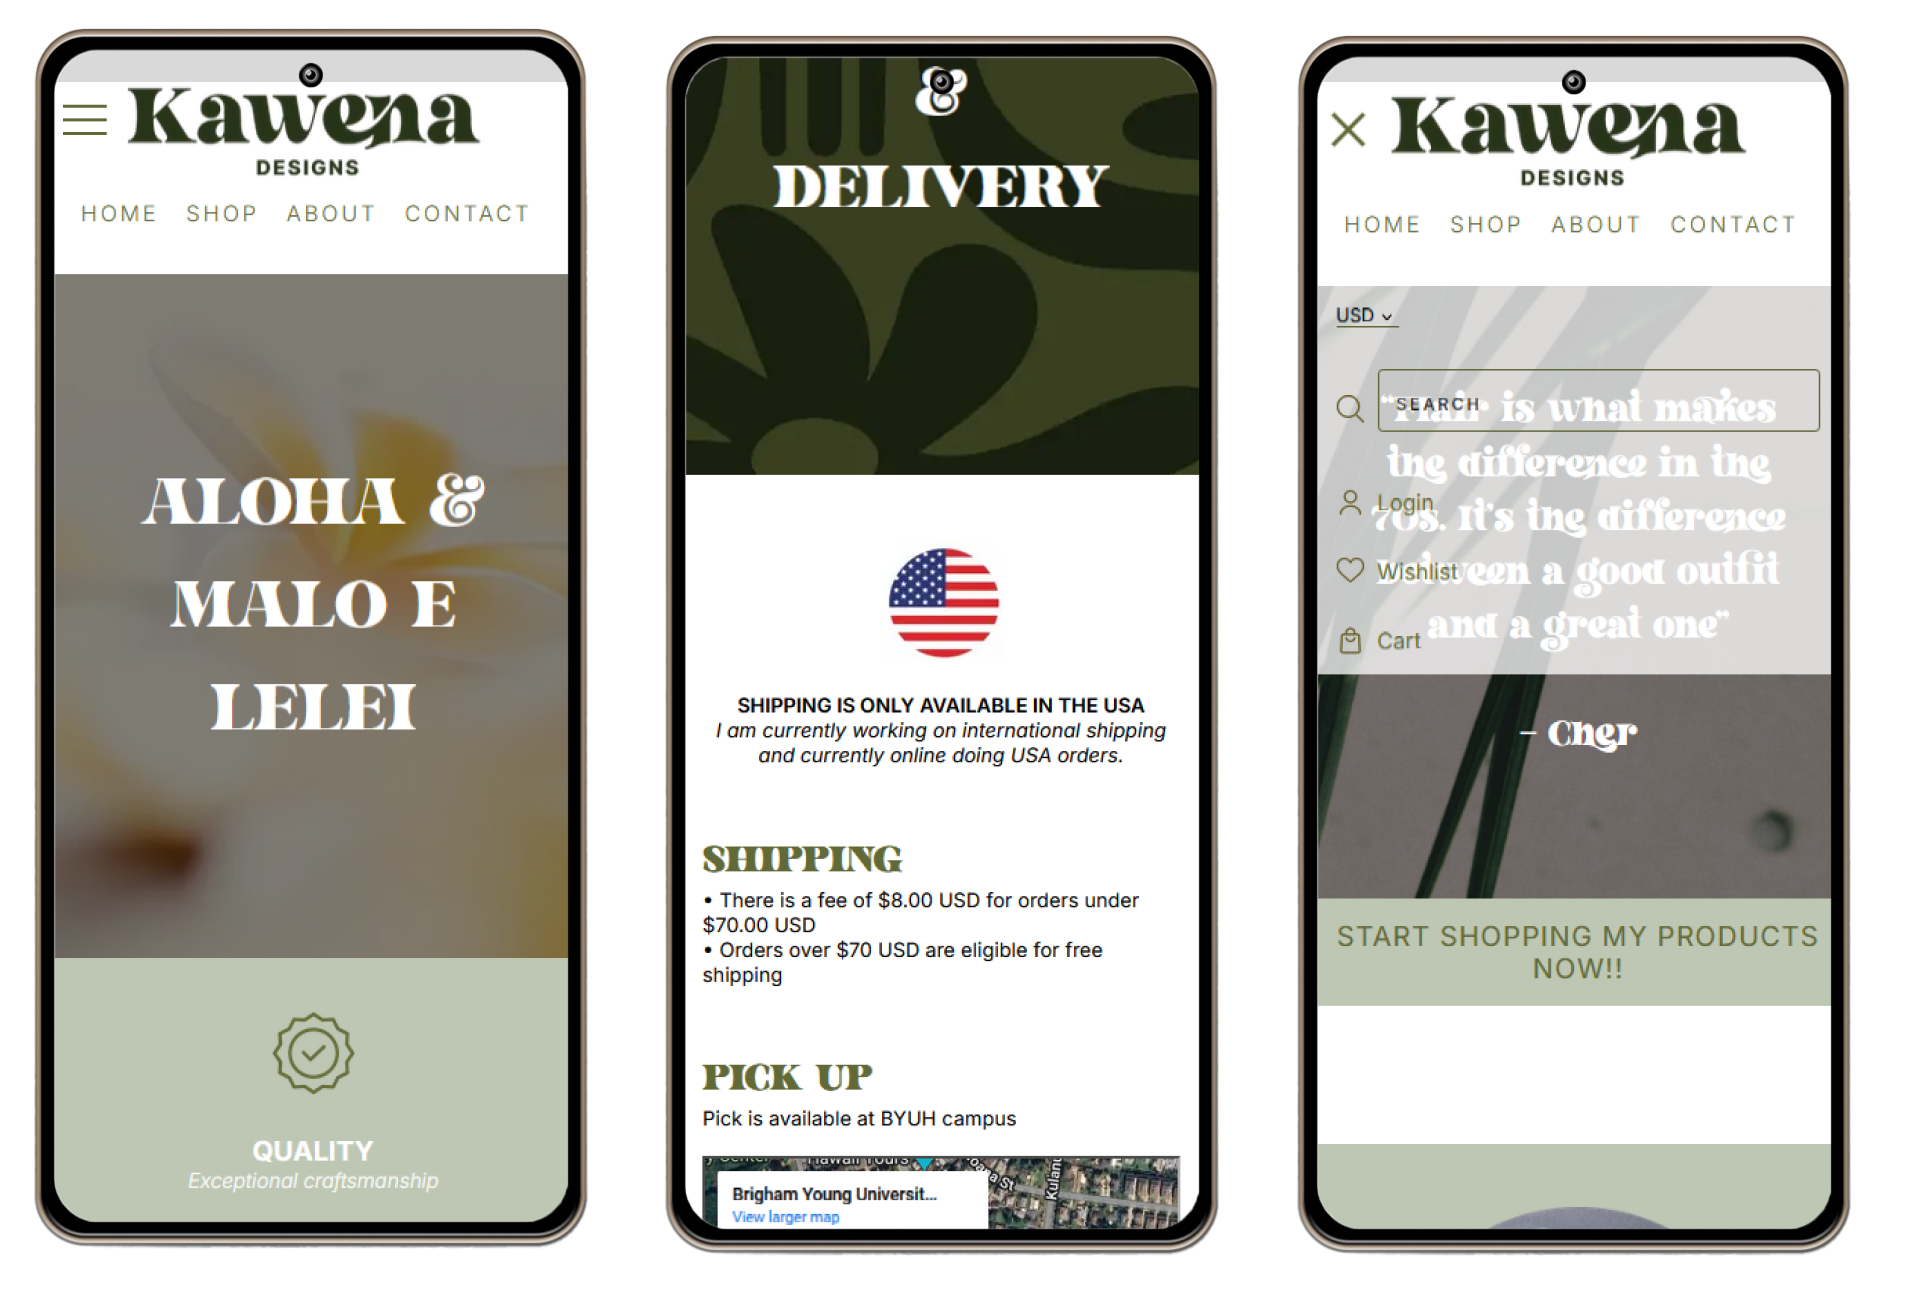 Kawena
DESIGNS
HOME SHOP ABOUT CONTACT
ALOHA &
MALO E
LELEI
QUALITY
Exceptional craftsmanship
&
DELIVERY
SHIPPING IS ONLY AVAILABLE IN THE USA
I am currently working on international shipping
and currently online doing USA orders.
SHIPPING
• There is a fee of $8.00 USD for orders under
$70.00 USD
• Orders over $70 USD are eligible for free
shipping
PICK UP
Pick is available at BYUH campus
Hawaii Tours
Brigham Young Universit...
View larger map
Kawena
DESIGNS
HOME SHOP ABOUT CONTACT
USD
SEARCH
"Hair is what makes
the difference in the
Login
70s. It's the difference
Wishlist
between a good outfit
Cart
and a great one"
– Cher
START SHOPPING MY PRODUCTS
NOW!!